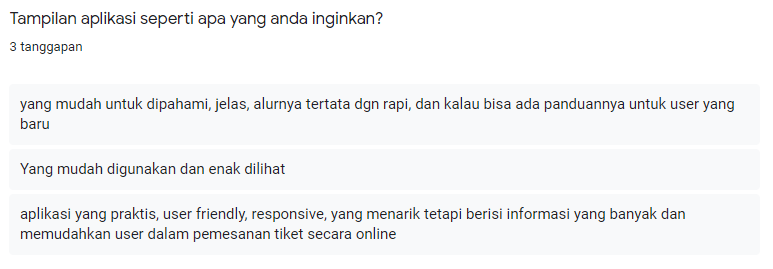 Tampilan aplikasi seperti apa yang anda inginkan?
3 tanggapan
yang mudah untuk dipahami, jelas, alurnya tertata dgn rapi, dan kalau bisa ada panduannya untuk user yang
baru
Yang mudah digunakan dan enak dilihat
aplikasi yang praktis, user friendly, responsive, yang menarik tetapi berisi informasi yang banyak dan
memudahkan user dalam pemesanan tiket secara online